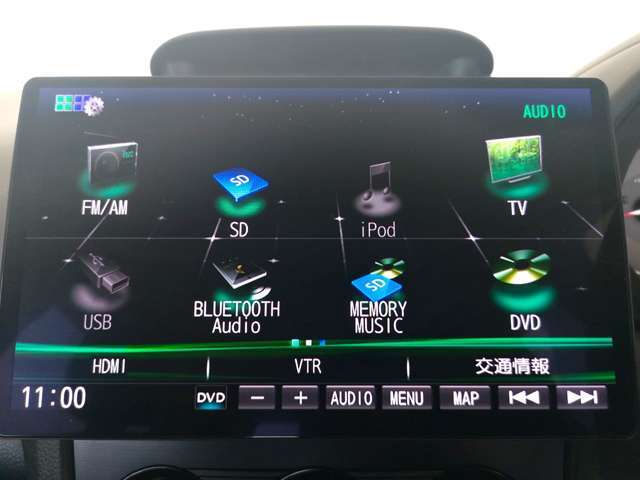 AUDIO
FM/AM
SD
iPod
TV
USB
BLUETOOTH
Audio
MEMORY
MUSIC
DVD
HDMI
VTR
交通情報
11:00
DVD
−
+
AUDIO
MENU
MAP
SD
SD